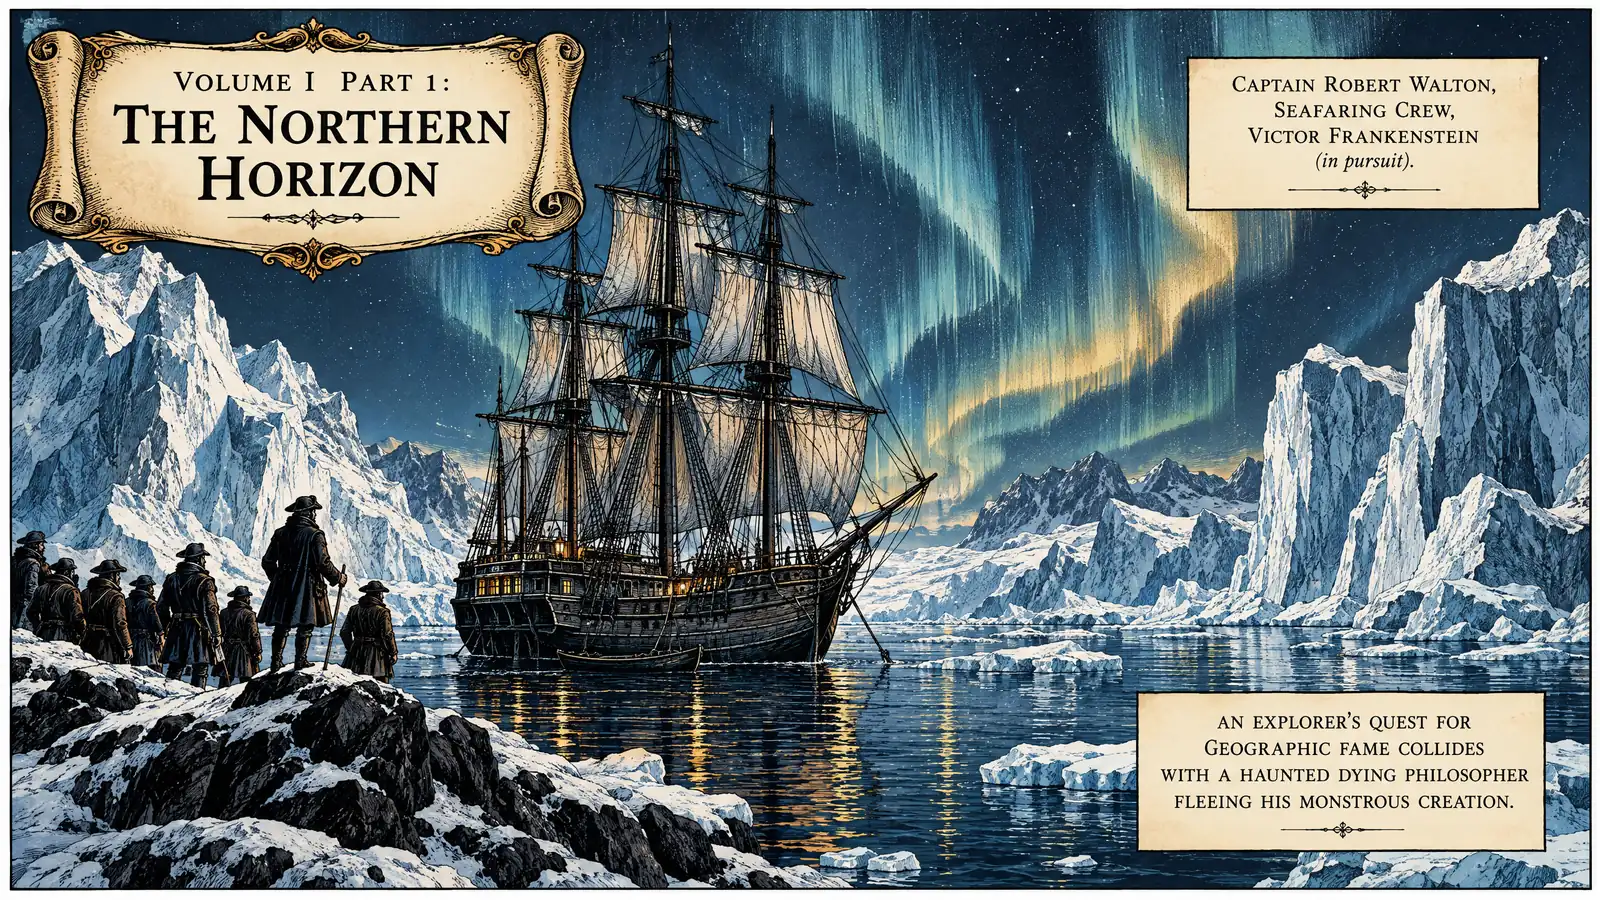 VOLUME I PART 1:
THE NORTHERN
HORIZON
CAPTAIN ROBERT WALTON,
SEAFARING CREW,
VICTOR FRANKENSTEIN
(in pursuit).
AN EXPLORER'S QUEST FOR
GEOGRAPHIC FAME COLLIDES
WITH A HAUNTED DYING PHILOSOPHER
FLEEING HIS MONSTROUS CREATION.